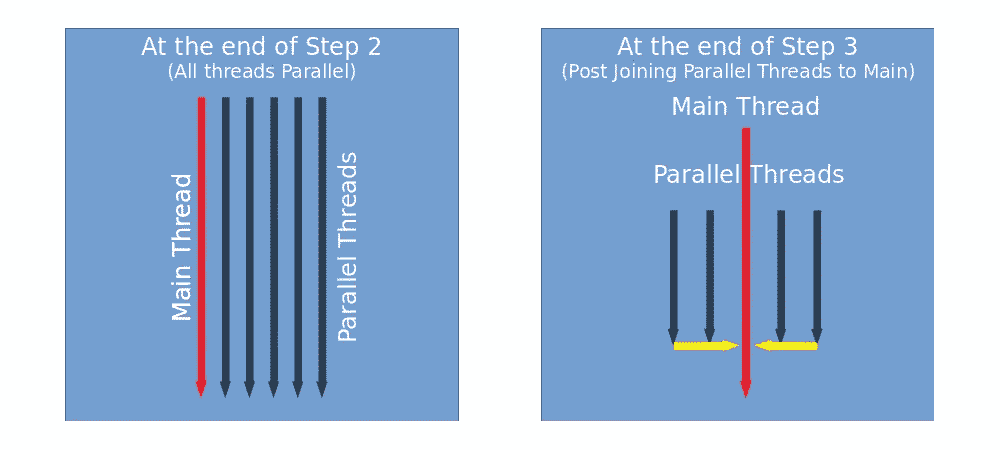 At the end of Step 2
(All threads Parallel)
Main Thread
Parallel Threads
At the end of Step 3
(Post Joining Parallel Threads to Main)
Main Thread
Parallel Threads